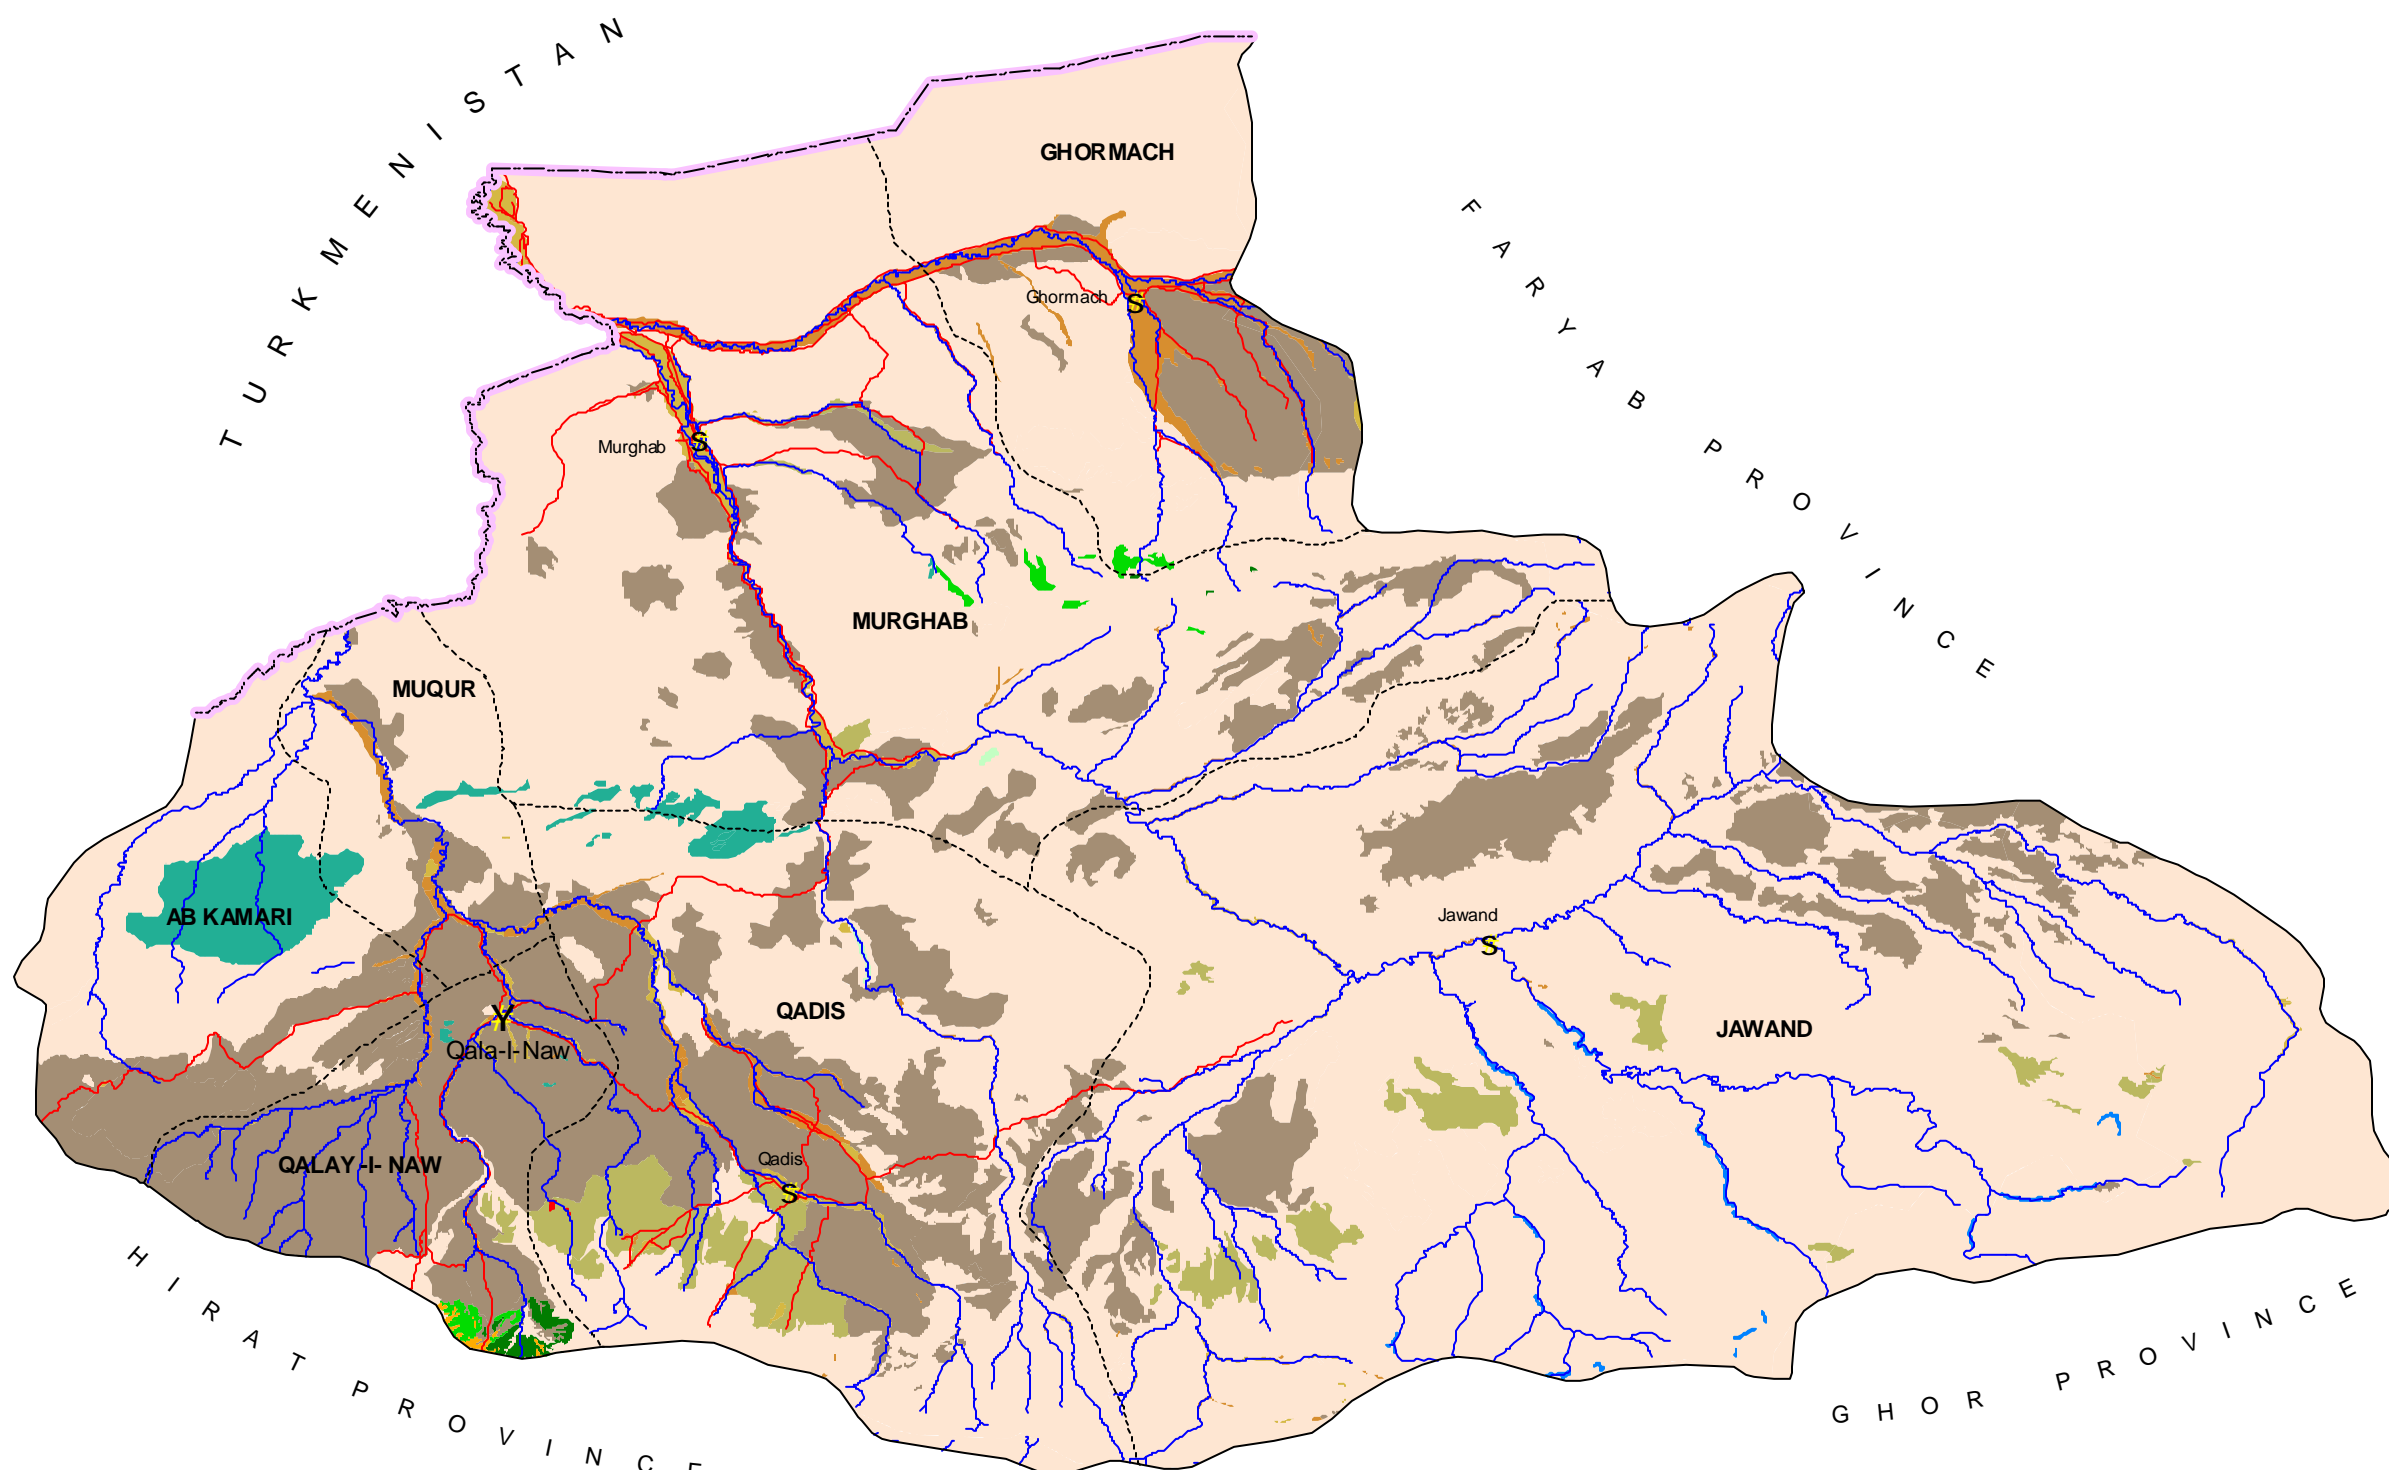 TURKMENISTAN
GHORMACH
FARYAB PROVINCE
Ghormach
S
Murghab
S
MURGHAB
MUQUR
AB KAMARI
Jawand
S
QADIS
JAWAND
Y
Qala-I-Naw
QALAY -I- NAW
Qadis
S
HIRAT PROVINCE
GHOR PROVINCE